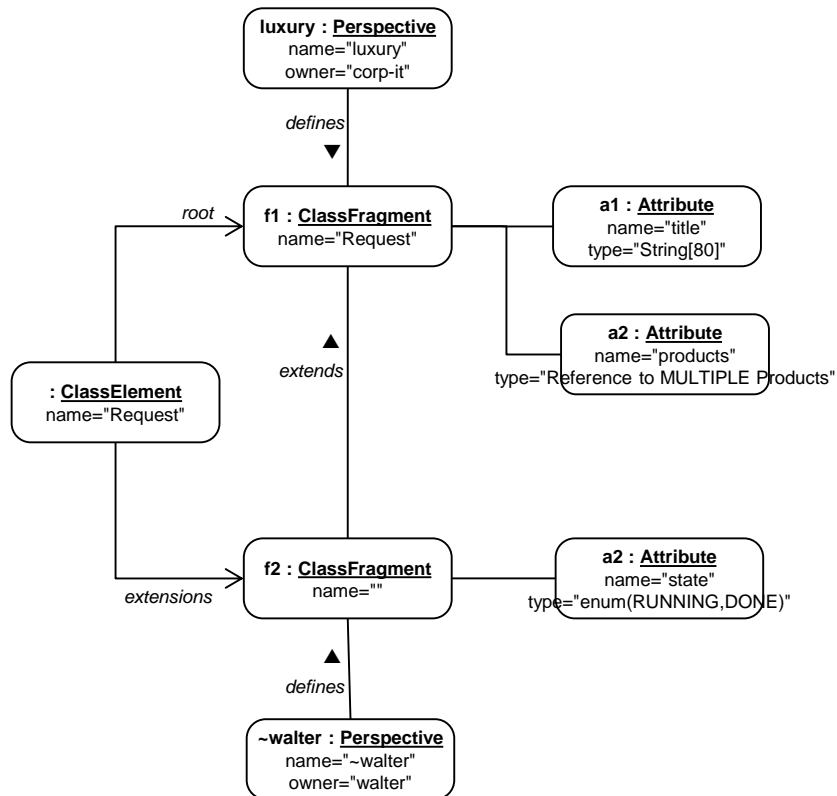 luxury : Perspective
name="luxury"
owner="corp-it"
defines
root
f1 : ClassFragment
name="Request"
a1 : Attribute
name="title"
type="String[80]"
a2 : Attribute
name="products"
type="Reference to MULTIPLE Products"
extends
: ClassElement
name="Request"
f2 : ClassFragment
name=""
a2 : Attribute
name="state"
type="enum(RUNNING,DONE)"
extensions
defines
~walter : Perspective
name="~walter"
owner="walter"